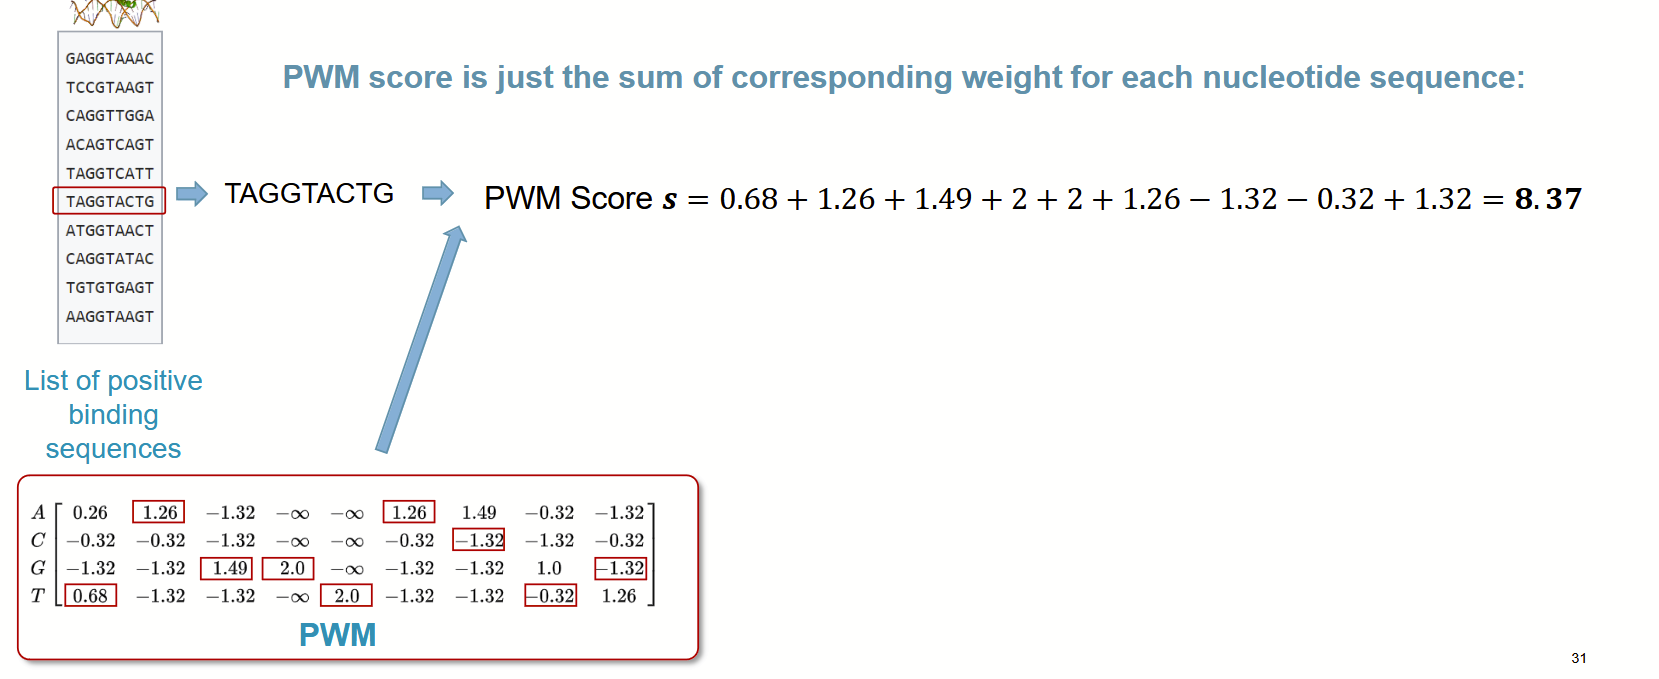 GAGGTAAAC
TCCGTAAGT
CAGGTTGGA
ACAGTCAGT
TAGGTCATT
TAGGTACTG
ATGGTAACT
CAGGTATAC
TGTGTGAGT
AAGGTAAGT
List of positive
binding
sequences
PWM score is just the sum of corresponding weight for each nucleotide sequence:
TAGGTACTG
PWM Score s = 0.68 + 1.26 + 1.49 + 2 + 2 + 1.26 − 1.32 − 0.32 + 1.32 = 8.37
A 0.26 1.26 −1.32 −∞ −∞ 1.26 1.49 −0.32 −1.32
C −0.32 −0.32 −1.32 −∞ −∞ −0.32 −1.32 −1.32 −0.32
G −1.32 −1.32 1.49 2.0 −∞ −1.32 −1.32 1.0 −1.32
T 0.68 −1.32 −1.32 −∞ 2.0 −1.32 −1.32 −0.32 1.26
PWM
31